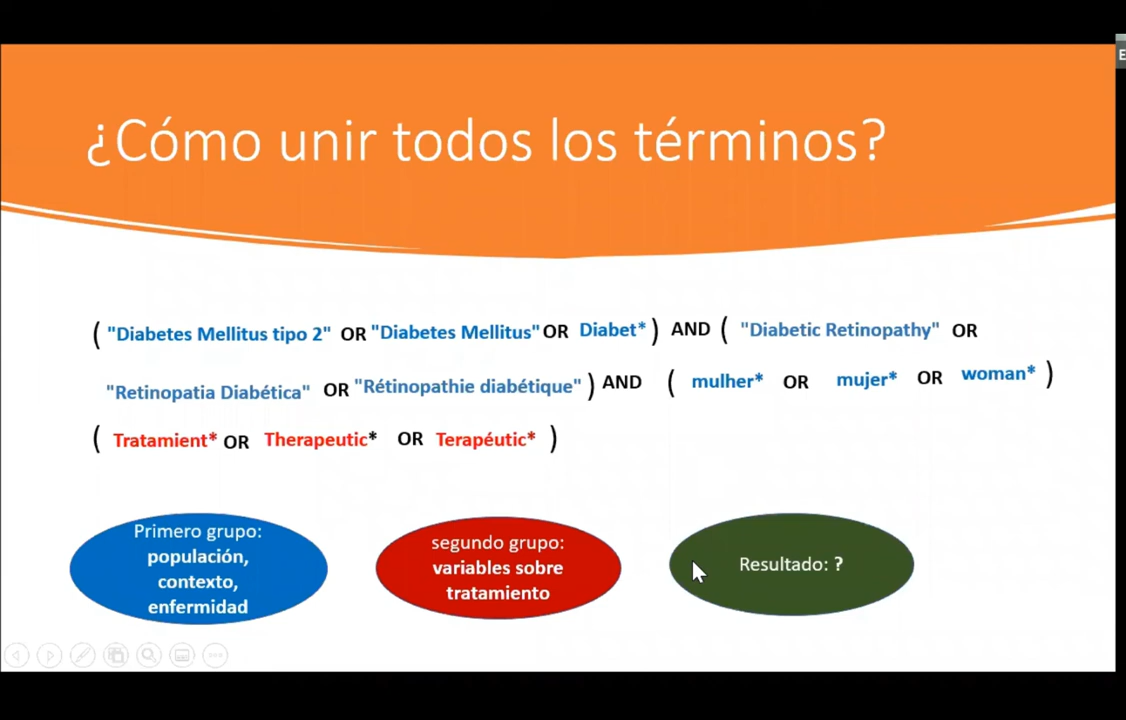 ¿Cómo unir todos los términos?
( "Diabetes Mellitus tipo 2" OR "Diabetes Mellitus" OR Diabet* ) AND ( "Diabetic Retinopathy" OR
"Retinopatia Diabética" OR "Rétinopathie diabétique" ) AND ( mulher* OR mujer* OR woman* )
( Tratamient* OR Therapeutic* OR Terapéutic* )
Primero grupo:
populación,
contexto,
enfermidad
segundo grupo:
variables sobre
tratamiento
Resultado: ?
E